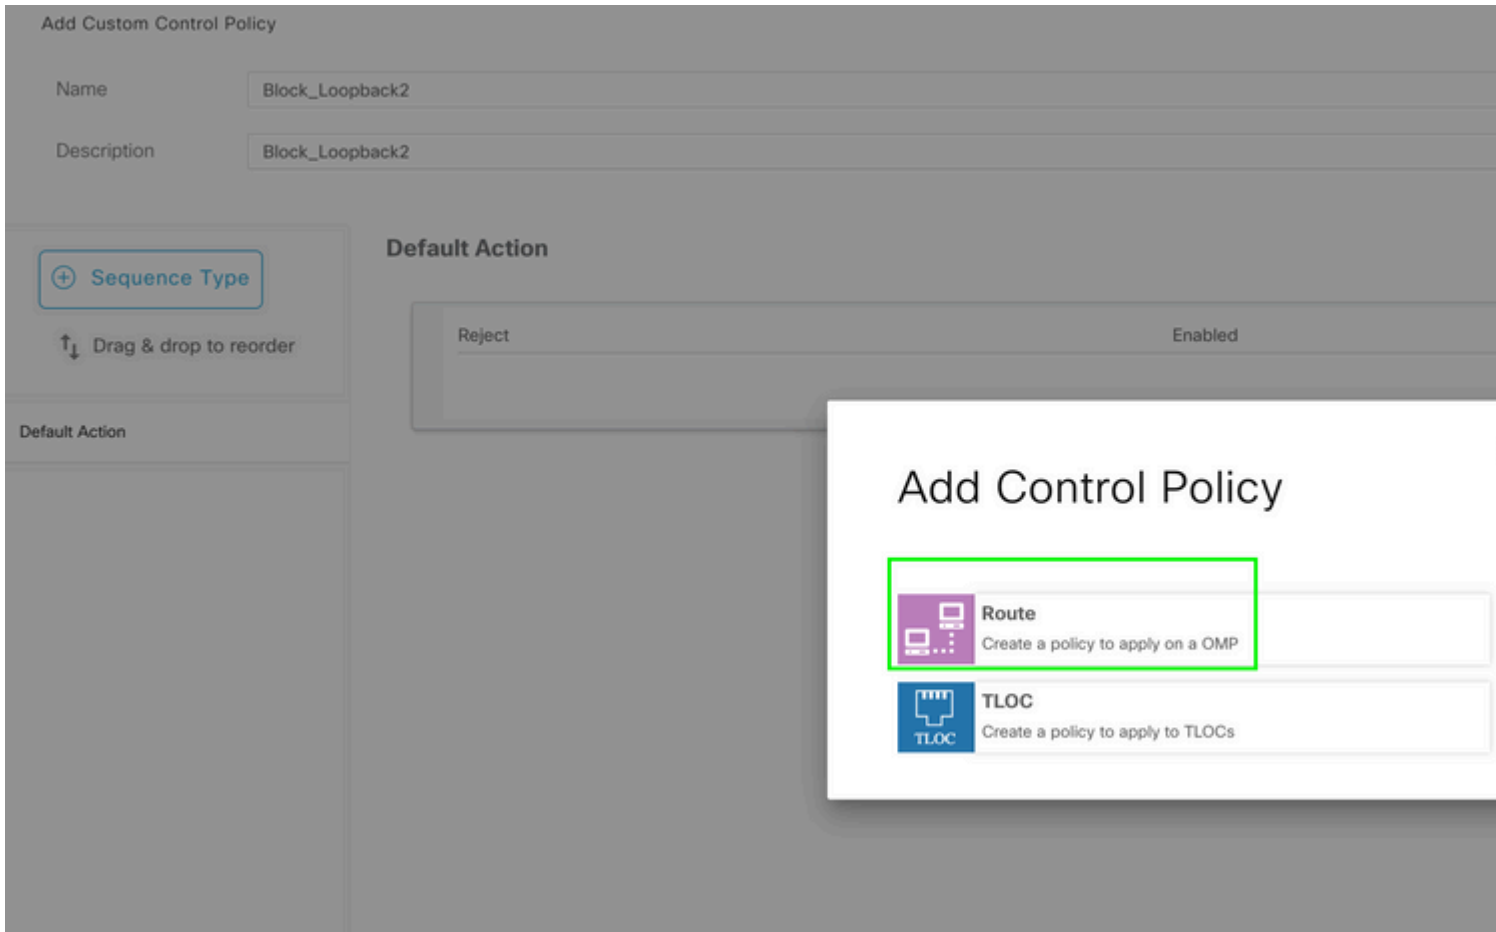 Add Custom Control Policy
Name
Block_Loopback2
Description
Block_Loopback2
Sequence Type
Drag & drop to reorder
Default Action
Default Action
Reject
Enabled
Add Control Policy
Route
Create a policy to apply on a OMP
TLOC
TLOC
Create a policy to apply to TLOCs